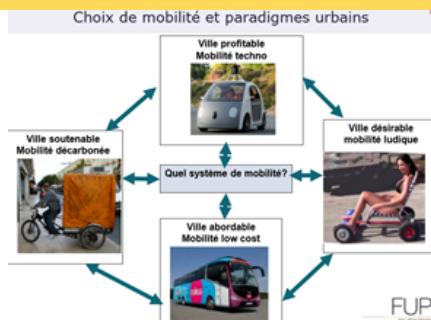 Choix de mobilité et paradigmes urbains
Ville profitable
Mobilité techno
Ville soutenable
Mobilité décarbonée
Quel système de mobilité?
Ville désirable
mobilité ludique
Ville abordable
Mobilité low cost
FUP